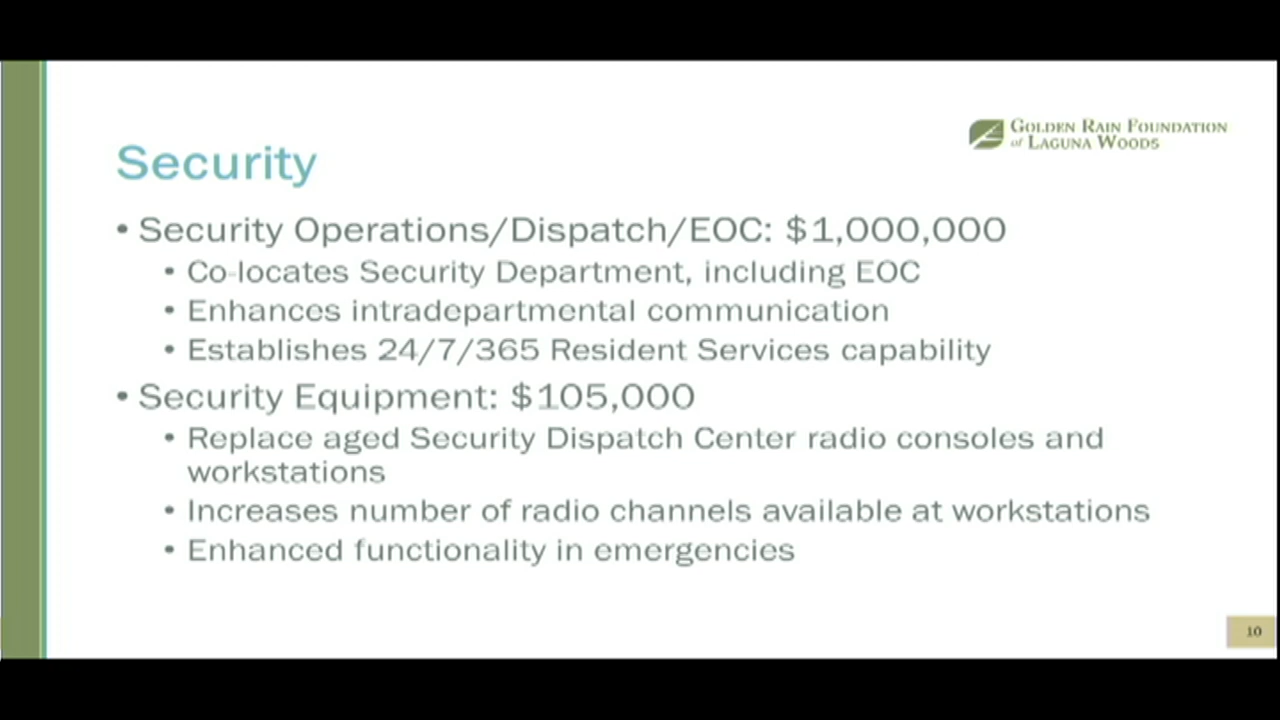 GOLDEN RAIN FOUNDATION
of LAGUNA WOODS
Security
• Security Operations/Dispatch/EOC: $1,000,000
• Co-locates Security Department, including EOC
• Enhances intradepartmental communication
• Establishes 24/7/365 Resident Services capability
• Security Equipment: $105,000
• Replace aged Security Dispatch Center radio consoles and
workstations
• Increases number of radio channels available at workstations
• Enhanced functionality in emergencies
10